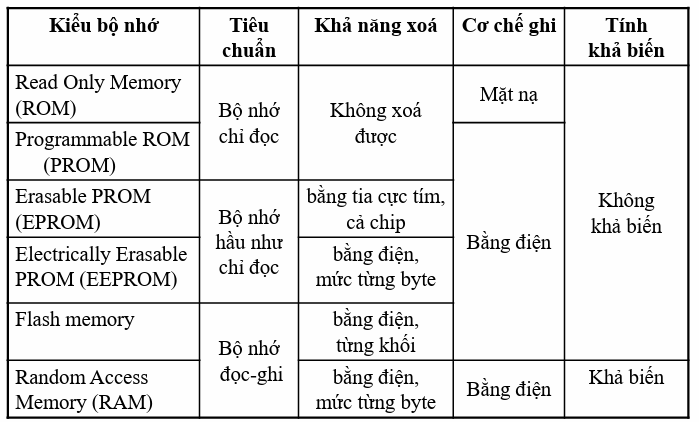 Kiểu bộ nhớ
Tiêu
chuẩn
Khả năng xoá
Cơ chế ghi
Tính
khả biến
Read Only Memory
(ROM)
Bộ nhớ
chỉ đọc
Không xoá
được
Mặt nạ
Không
khả biến
Programmable ROM
(PROM)
Bằng điện
Erasable PROM
(EPROM)
Bộ nhớ
hầu như
chỉ đọc
bằng tia cực tím,
cả chip
Electrically Erasable
PROM (EEPROM)
bằng điện,
mức từng byte
Flash memory
Bộ nhớ
đọc-ghi
bằng điện,
từng khối
Random Access
Memory (RAM)
bằng điện,
mức từng byte
Bằng điện
Khả biến